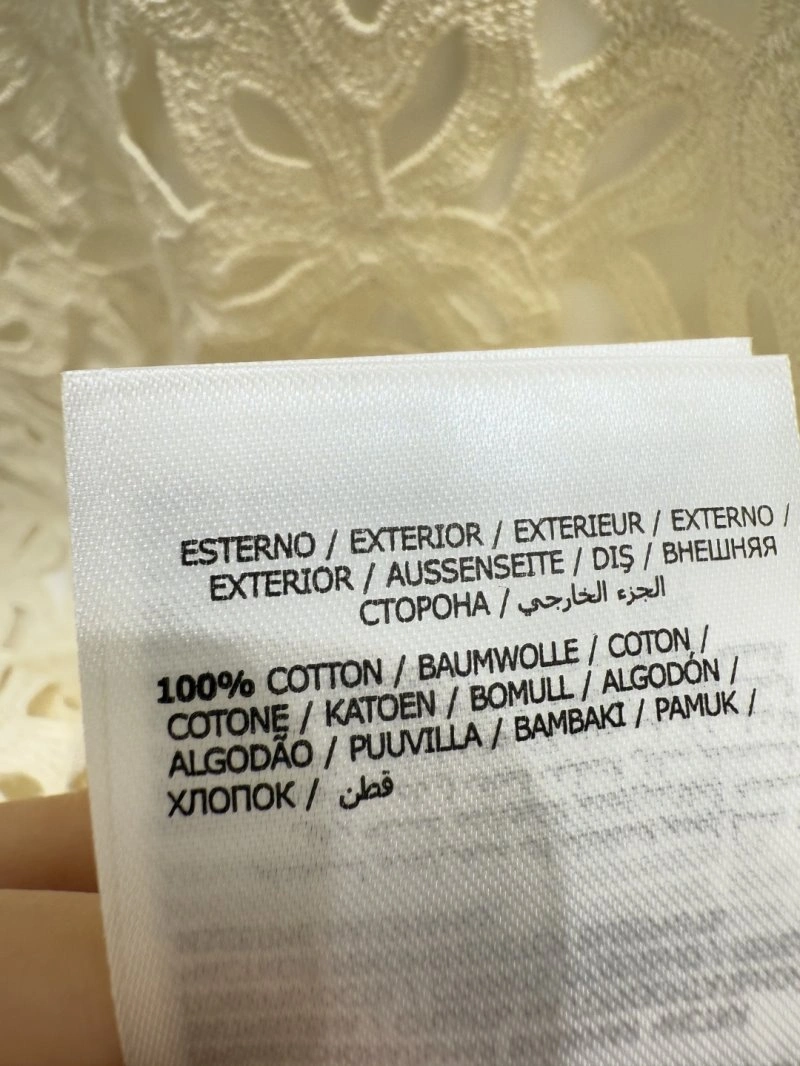 ESTERNO / EXTERIOR / EXTERIEUR / EXTERNO /
EXTERIOR / AUSSENSEITE / DIŞ / ВНЕШНЯЯ
СТОРОНА / الجزء الخارجي
100% COTTON / BAUMWOLLE / COTON /
COTONE / KATOEN / BOMULL / ALGODÓN /
ALGODÃO / PUUVILLA / BAMBAKI / PAMUK /
ХЛОПОК / قطن